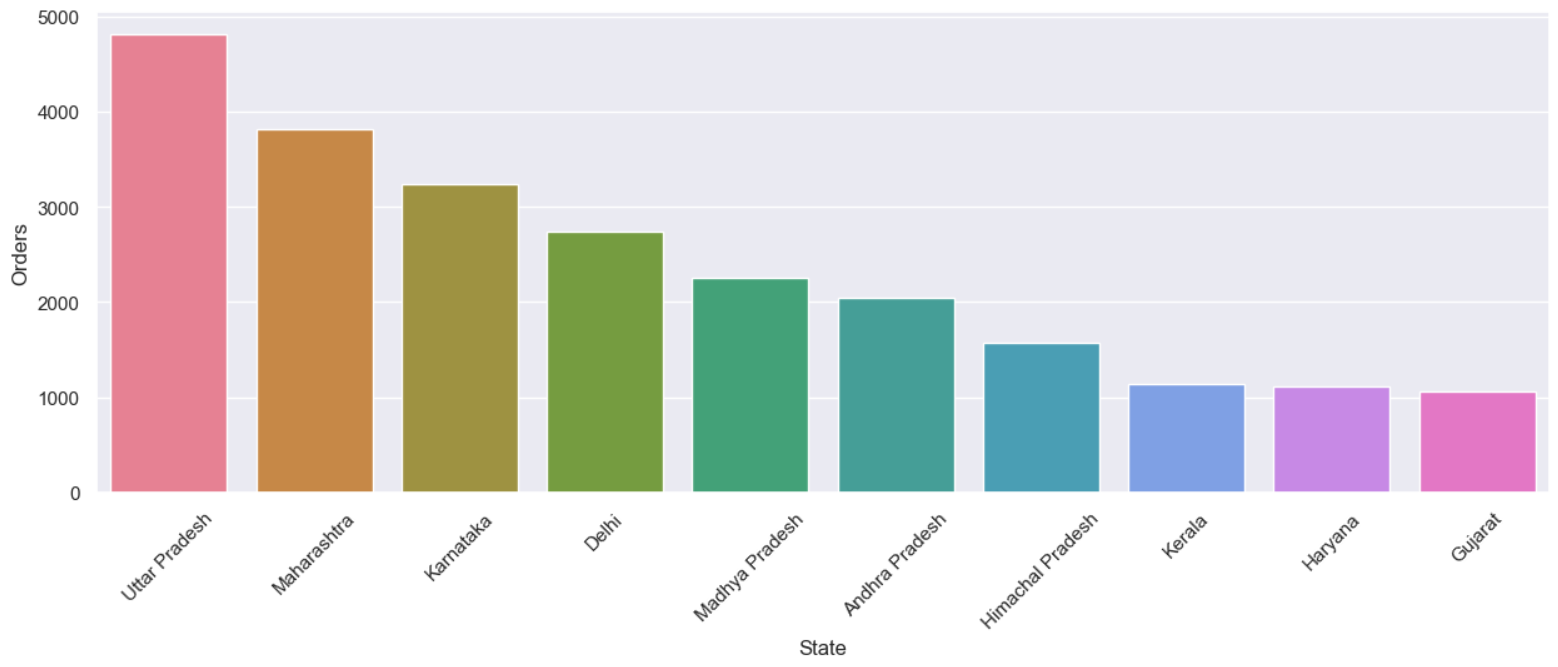 5000
4000
3000
2000
1000
0
Orders
Uttar Pradesh
Maharashtra
Karnataka
Delhi
Madhya Pradesh
Andhra Pradesh
Himachal Pradesh
Kerala
Haryana
Gujarat
State